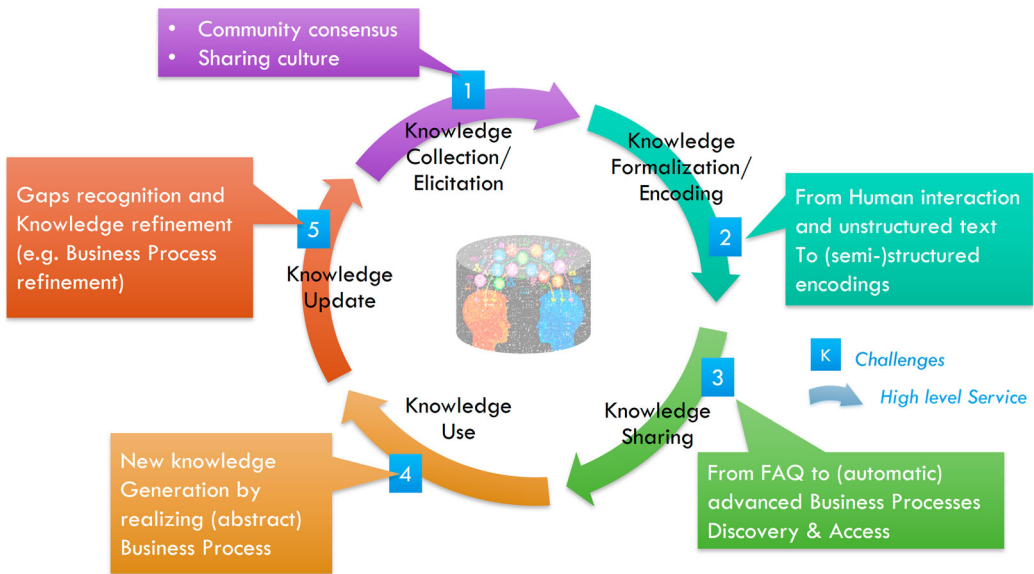 • Community consensus
• Sharing culture
1
Knowledge
Collection/
Elicitation
Knowledge
Formalization/
Encoding
2
From Human interaction
and unstructured text
To (semi-)structured
encodings
Gaps recognition and
Knowledge refinement
(e.g. Business Process
refinement)
5
Knowledge
Update
K
Challenges
High level Service
3
Knowledge
Sharing
From FAQ to (automatic)
advanced Business Processes
Discovery & Access
Knowledge
Use
4
New knowledge
Generation by
realizing (abstract)
Business Process